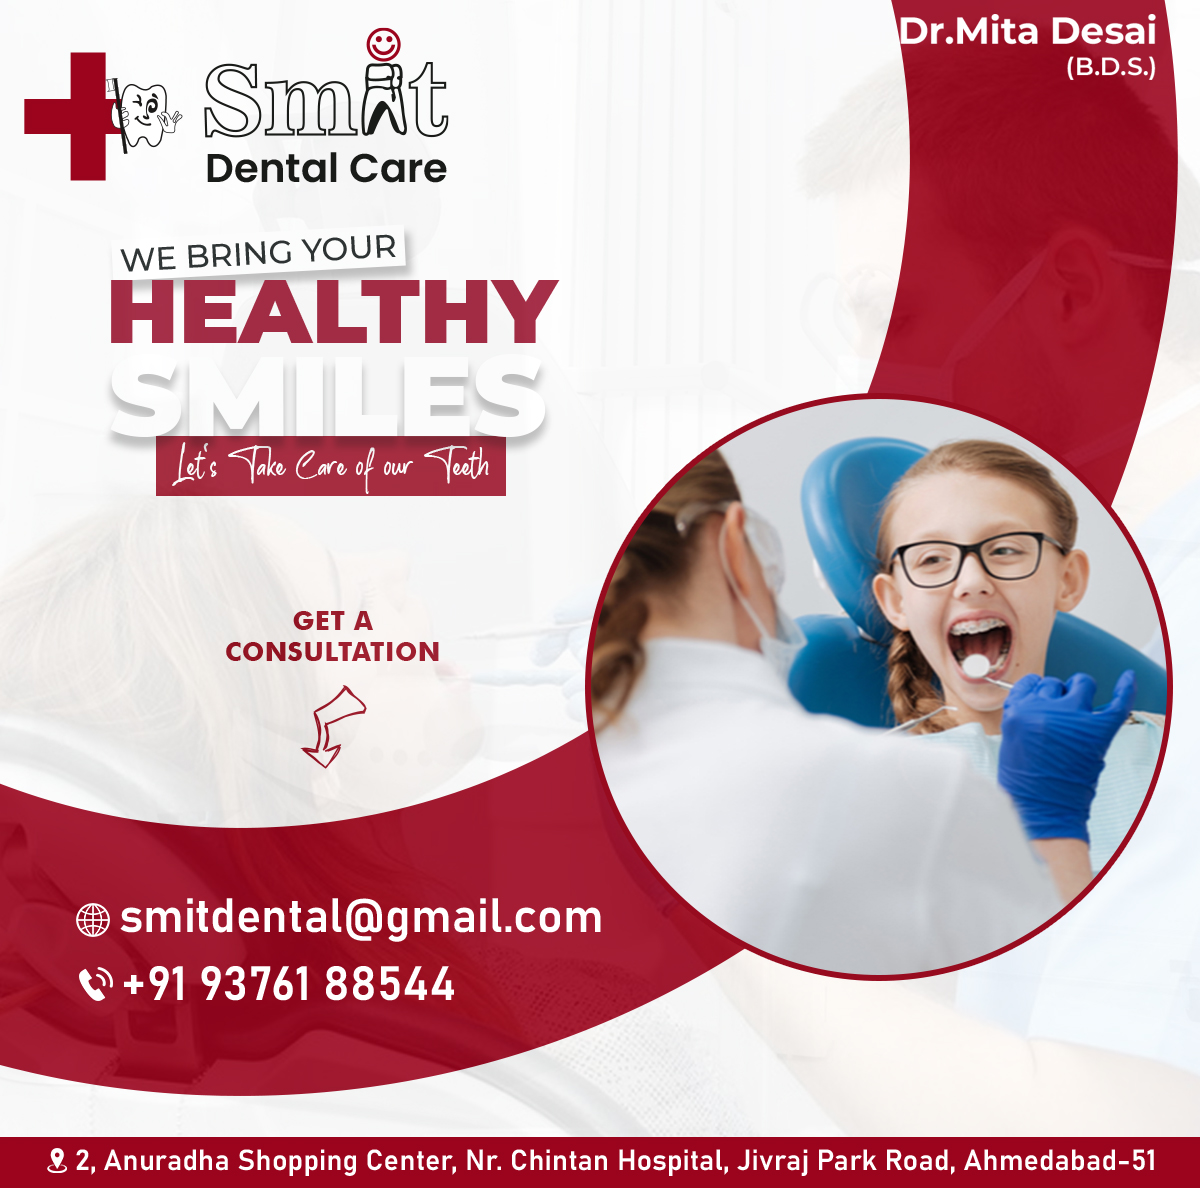 Smit
Dental Care
Dr.Mita Desai
(B.D.S.)
WE BRING YOUR
HEALTHY
SMILES
Let's Take Care of our Teeth
GET A
CONSULTATION
smitdental@gmail.com
+91 93761 88544
2, Anuradha Shopping Center, Nr. Chintan Hospital, Jivraj Park Road, Ahmedabad-51